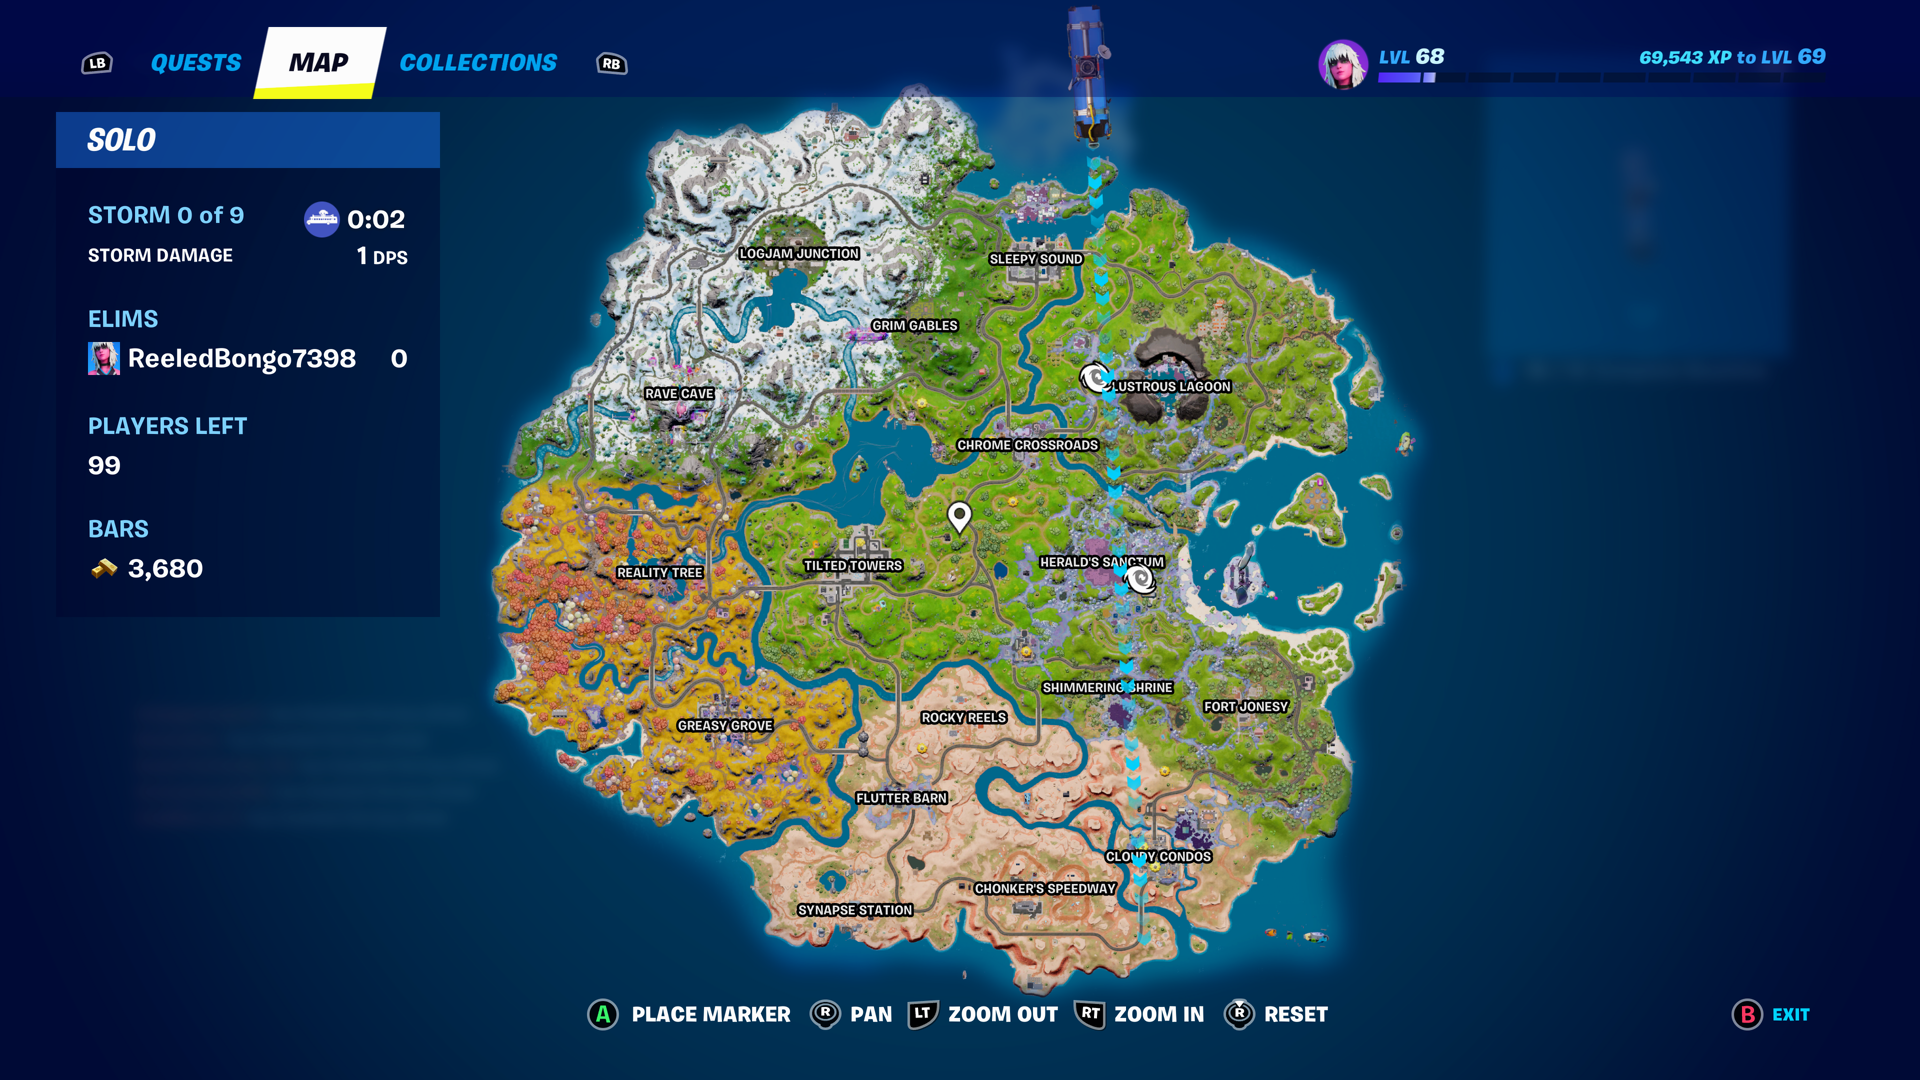 LB QUESTS MAP COLLECTIONS RB
LVL 68 69,543 XP to LVL 69
SOLO
STORM 0 of 9 0:02
STORM DAMAGE 1 DPS
ELIMS
ReeledBongo7398 0
PLAYERS LEFT
99
BARS
3,680
LOGJAM JUNCTION
SLEEPY SOUND
GRIM GABLES
RAVE CAVE
LUSTROUS LAGOON
CHROME CROSSROADS
HERALD'S SANCTUM
TILTED TOWERS
REALITY TREE
SHIMMERING SHRINE
FORT JONESY
ROCKY REELS
GREASY GROVE
FLUTTER BARN
CLOUDY CONDOS
CHONKER'S SPEEDWAY
SYNAPSE STATION
A PLACE MARKER R PAN LT ZOOM OUT RT ZOOM IN R RESET B EXIT